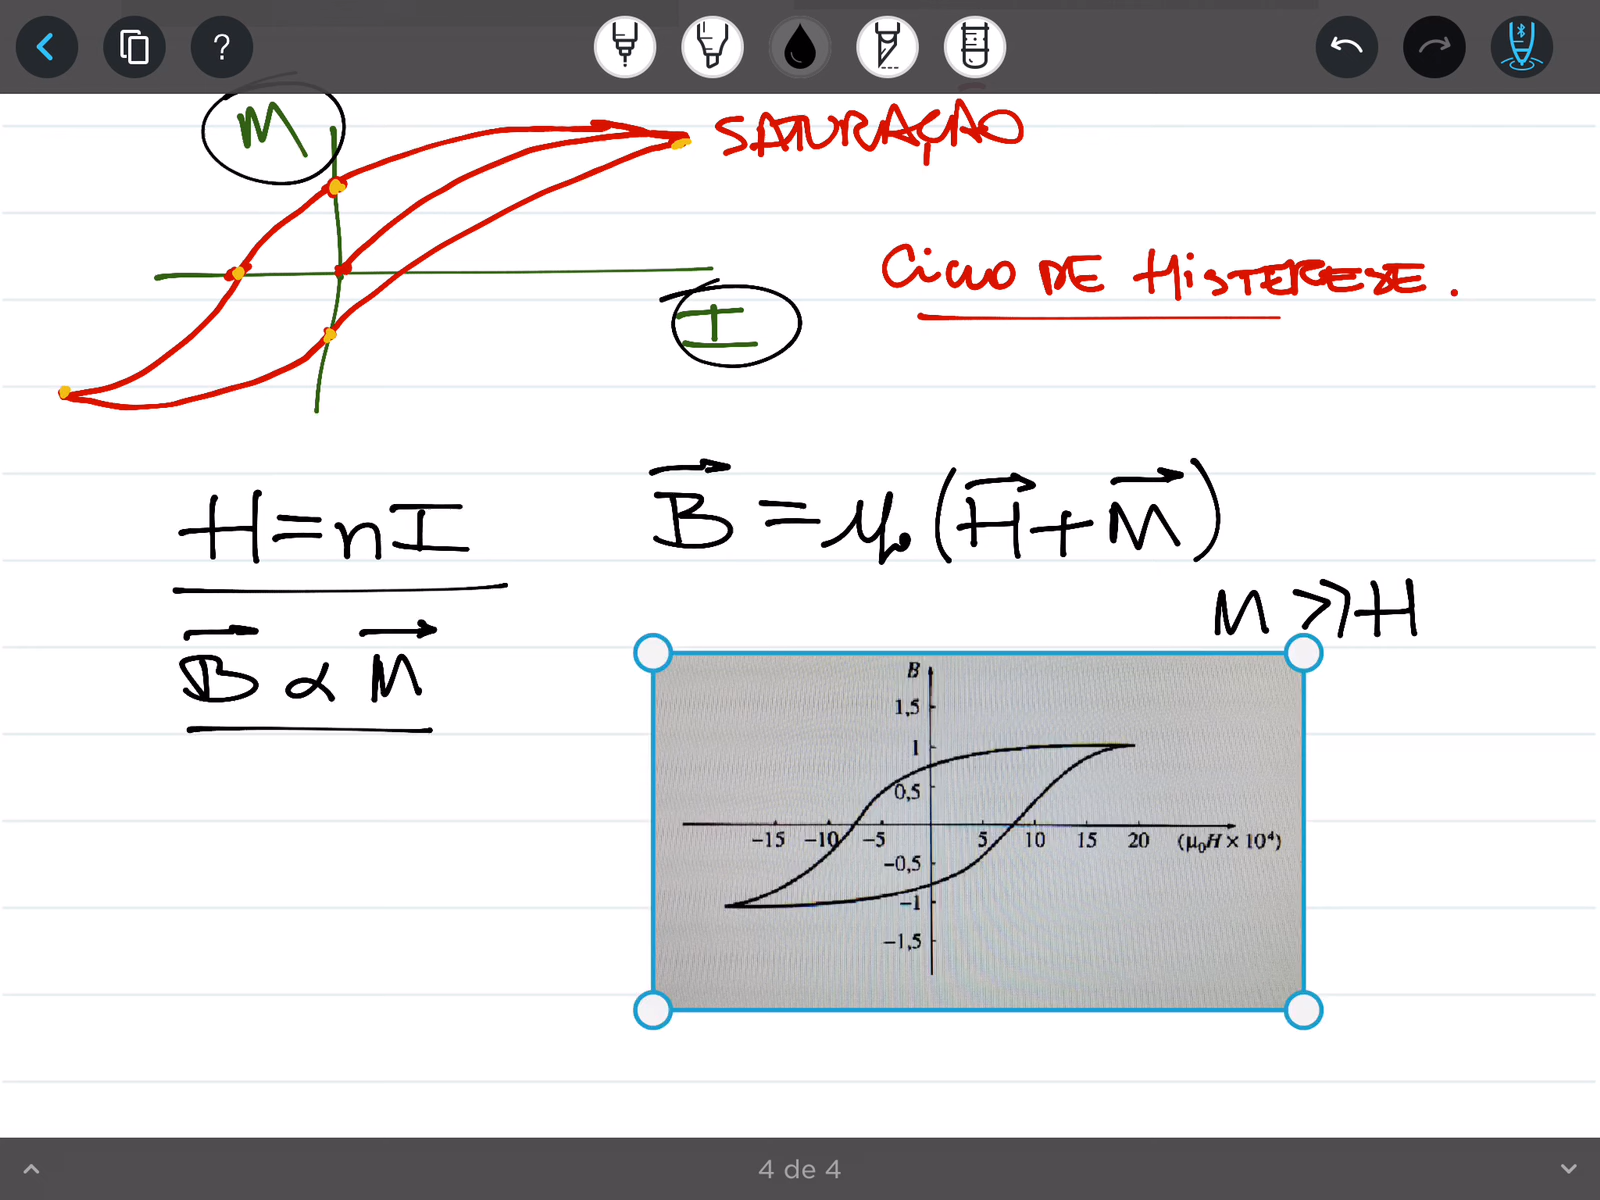 ?
M
SATURAÇÃO
CICLO DE HISTERESE.
I
H=nI
B = μ₀(H+M)
M >> H
B α M
B
1,5
1
0,5
-15 -10 -5 5 10 15 20 (μ₀H × 10⁴)
-0,5
-1
-1,5
4 de 4